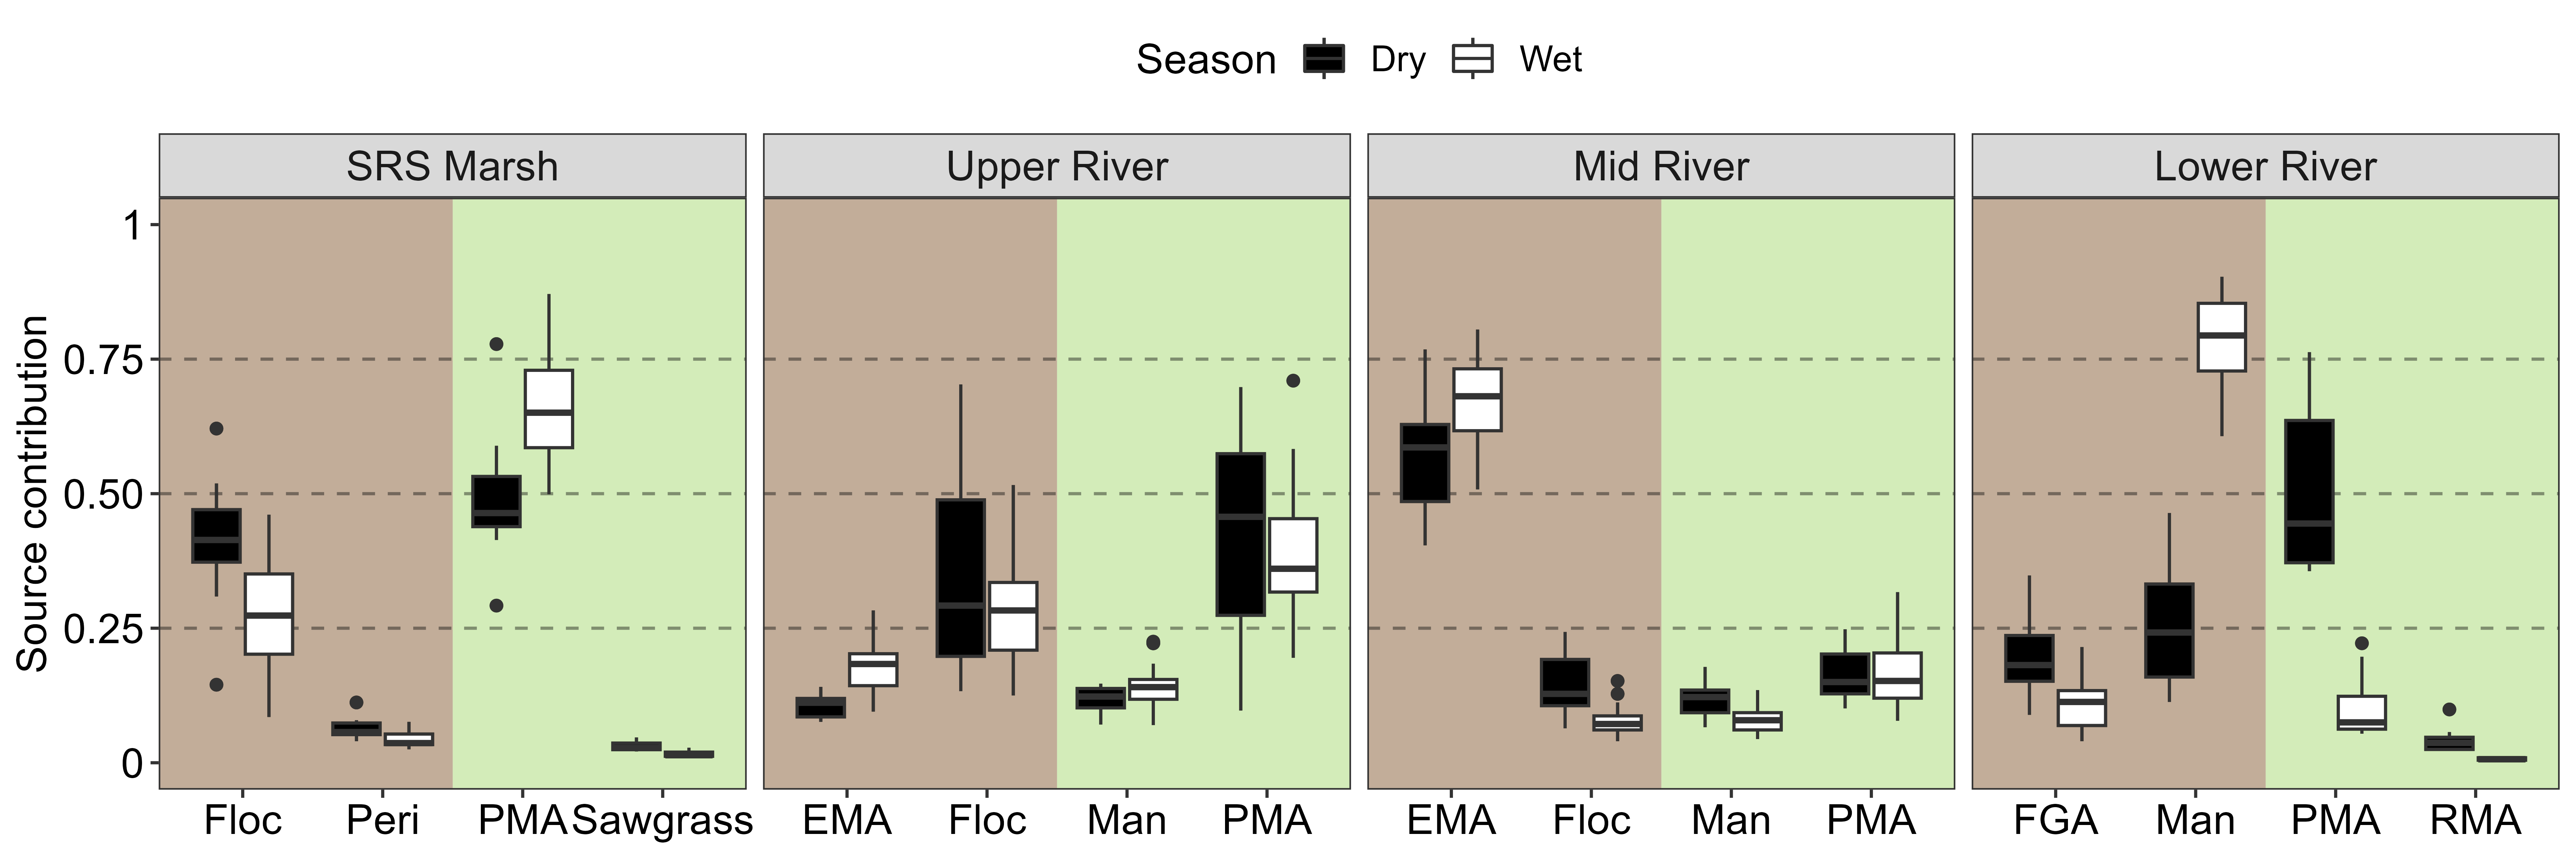 Season Dry Wet
SRS Marsh Upper River Mid River Lower River
Source contribution
1
0.75
0.50
0.25
0
Floc Peri PMA Sawgrass EMA Floc Man PMA EMA Floc Man PMA FGA Man PMA RMA